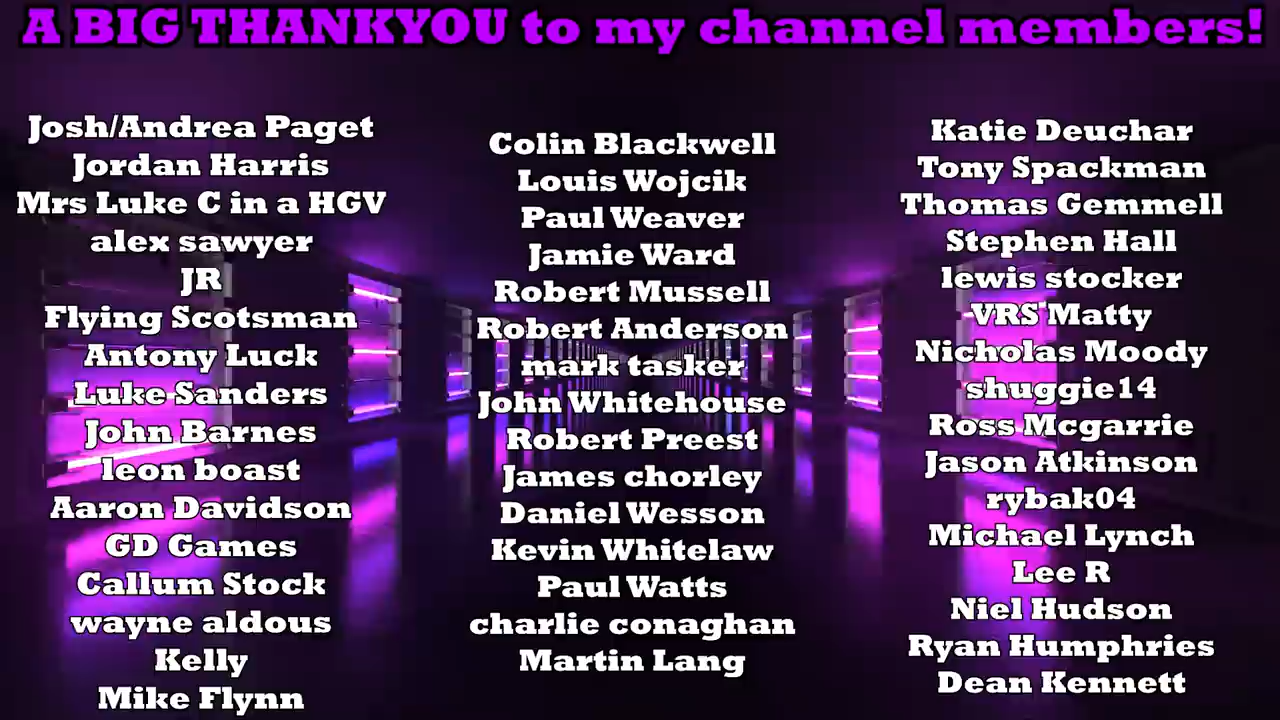 A BIG THANKYOU to my channel members!
Josh/Andrea Paget
Jordan Harris
Mrs Luke C in a HGV
alex sawyer
JR
Flying Scotsman
Antony Luck
Luke Sanders
John Barnes
leon boast
Aaron Davidson
GD Games
Callum Stock
wayne aldous
Kelly
Mike Flynn
Colin Blackwell
Louis Wojcik
Paul Weaver
Jamie Ward
Robert Mussell
Robert Anderson
mark tasker
John Whitehouse
Robert Preest
James chorley
Daniel Wesson
Kevin Whitelaw
Paul Watts
charlie conaghan
Martin Lang
Katie Deuchar
Tony Spackman
Thomas Gemmell
Stephen Hall
lewis stocker
VRS Matty
Nicholas Moody
shuggie14
Ross Mcgarrie
Jason Atkinson
rybak04
Michael Lynch
Lee R
Niel Hudson
Ryan Humphries
Dean Kennett